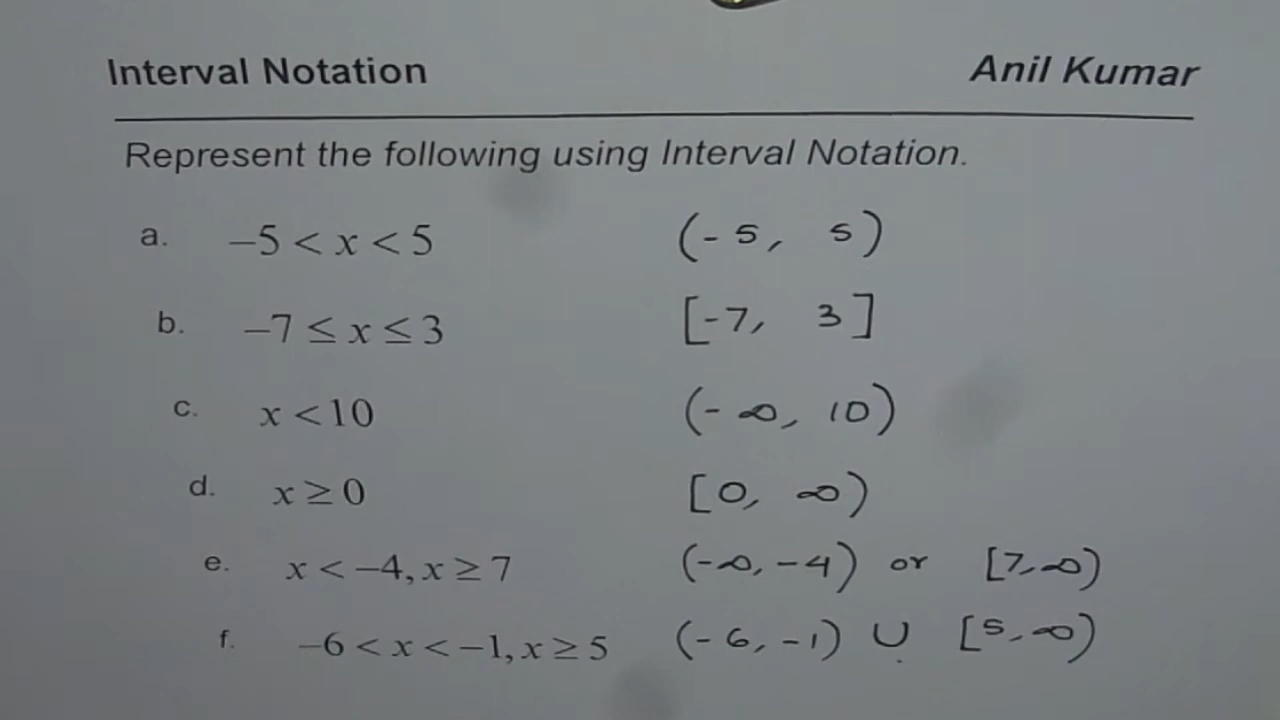 Interval Notation Anil Kumar
Represent the following using Interval Notation.
a. −5 < x < 5 (-5, 5)
b. −7 ≤ x ≤ 3 [-7, 3]
c. x < 10 (-∞, 10)
d. x ≥ 0 [0, ∞)
e. x < −4, x ≥ 7 (-∞, -4) or [7, ∞)
f. −6 < x < −1, x ≥ 5 (-6, -1) ∪ [5, ∞)